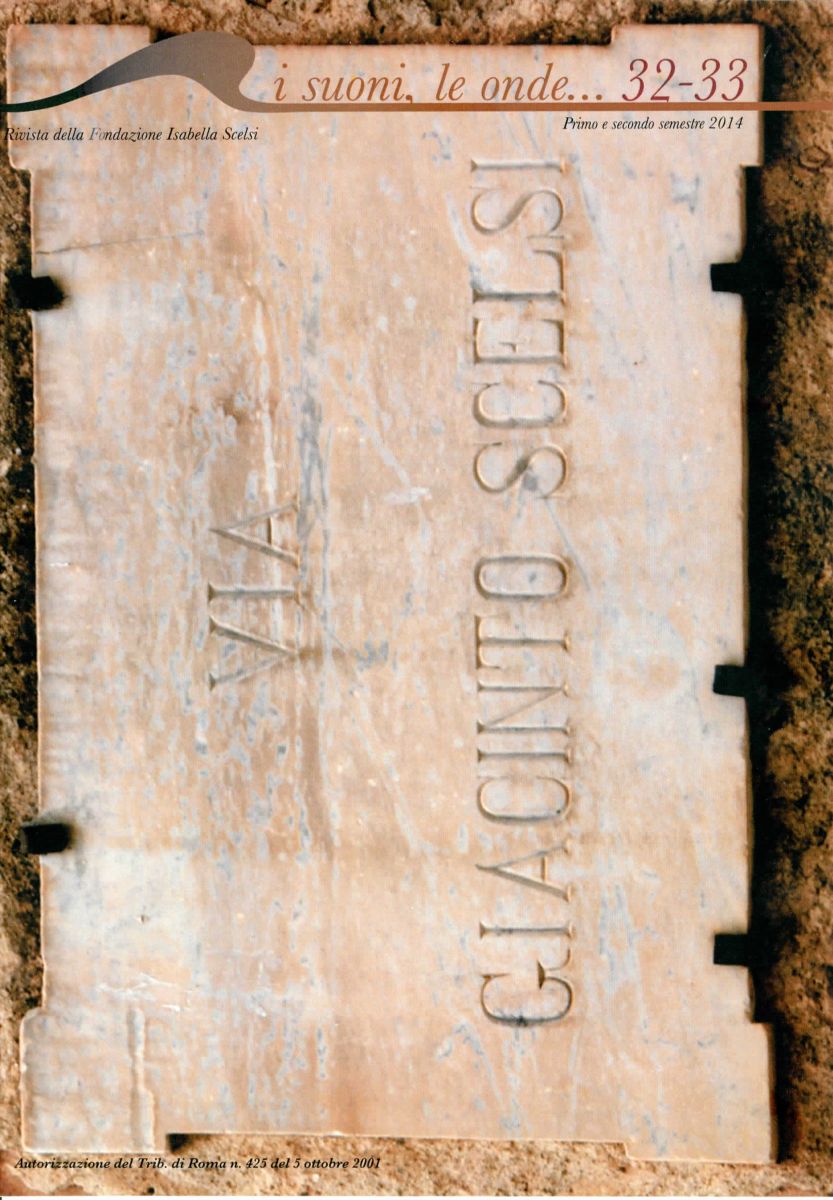 i suoni, le onde... 32-33
Rivista della Fondazione Isabella Scelsi
Primo e secondo semestre 2014
VIA
GIACINTO SCELSI
Autorizzazione del Trib. di Roma n. 425 del 5 ottobre 2001